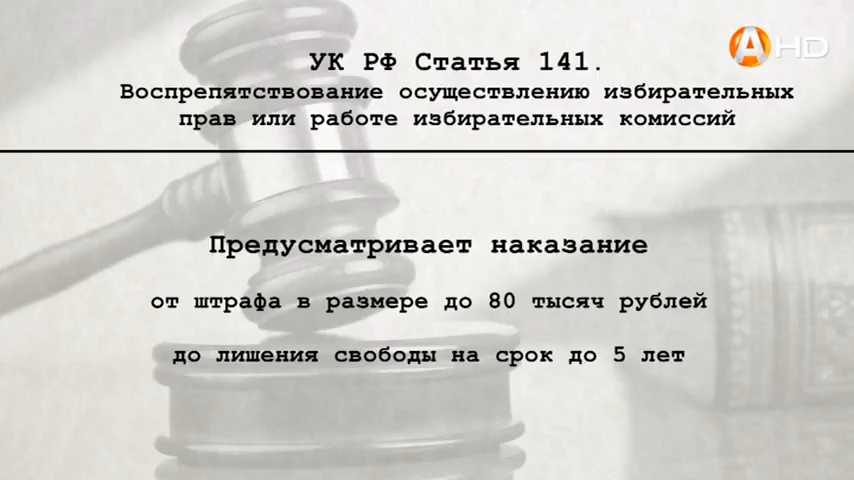 УК РФ Статья 141.
Воспрепятствование осуществлению избирательных
прав или работе избирательных комиссий
Предусматривает наказание
от штрафа в размере до 80 тысяч рублей
до лишения свободы на срок до 5 лет
А HD